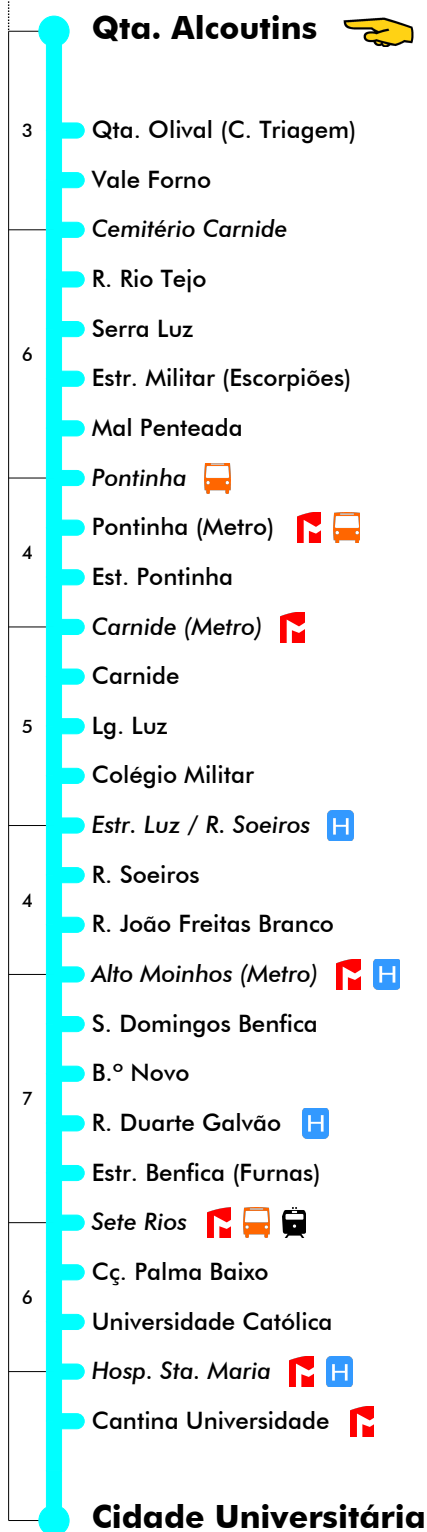 Qta. Alcoutins
3
Qta. Olival (C. Triagem)
Vale Forno
Cemitério Carnide
R. Rio Tejo
Serra Luz
6
Estr. Militar (Escorpiões)
Mal Penteada
Pontinha
Pontinha (Metro)
4
Est. Pontinha
Carnide (Metro)
Carnide
5
Lg. Luz
Colégio Militar
Estr. Luz / R. Soeiros H
R. Soeiros
4
R. João Freitas Branco
Alto Moinhos (Metro) H
S. Domingos Benfica
B.º Novo
7
R. Duarte Galvão H
Estr. Benfica (Furnas)
Sete Rios
Cç. Palma Baixo
6
Universidade Católica
Hosp. Sta. Maria H
Cantina Universidade
Cidade Universitária